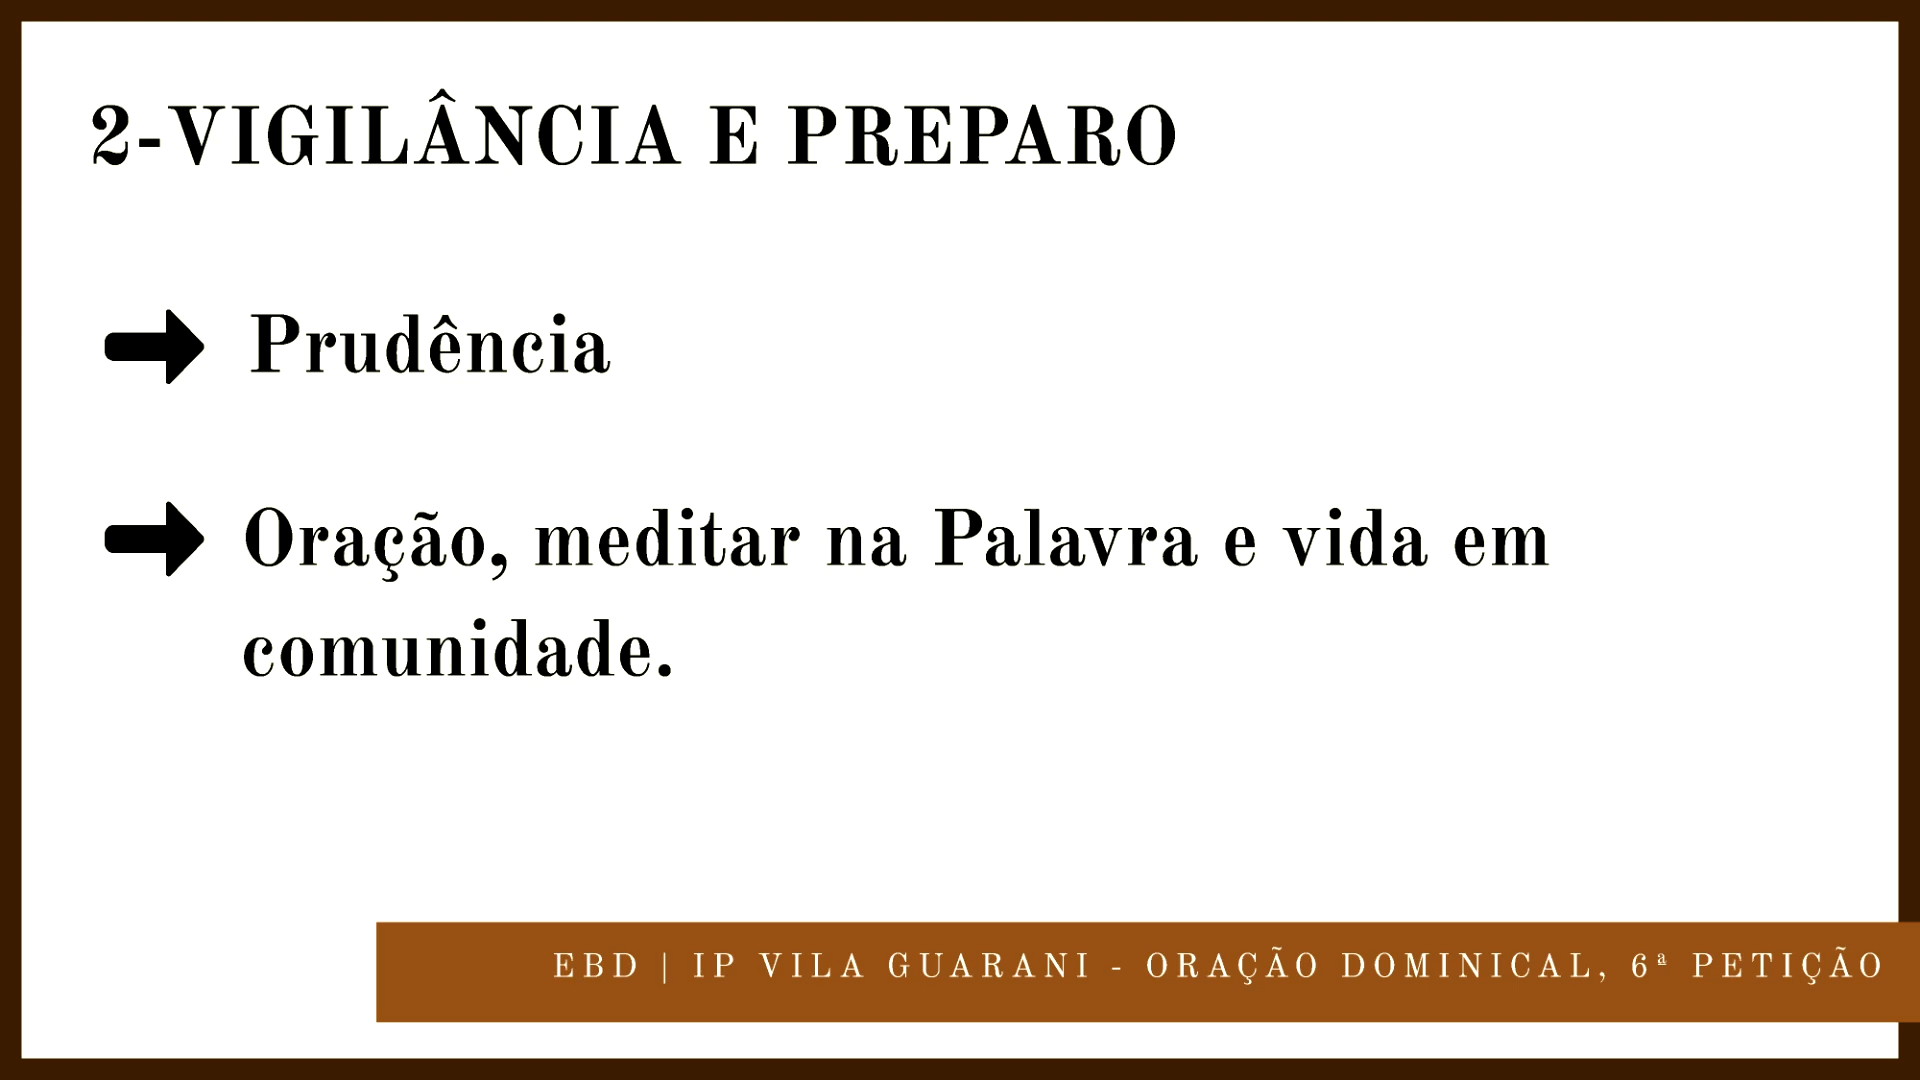 2-VIGILÂNCIA E PREPARO
Prudência
Oração, meditar na Palavra e vida em
comunidade.
EBD | IP VILA GUARANI - ORAÇÃO DOMINICAL, 6ª PETIÇÃO